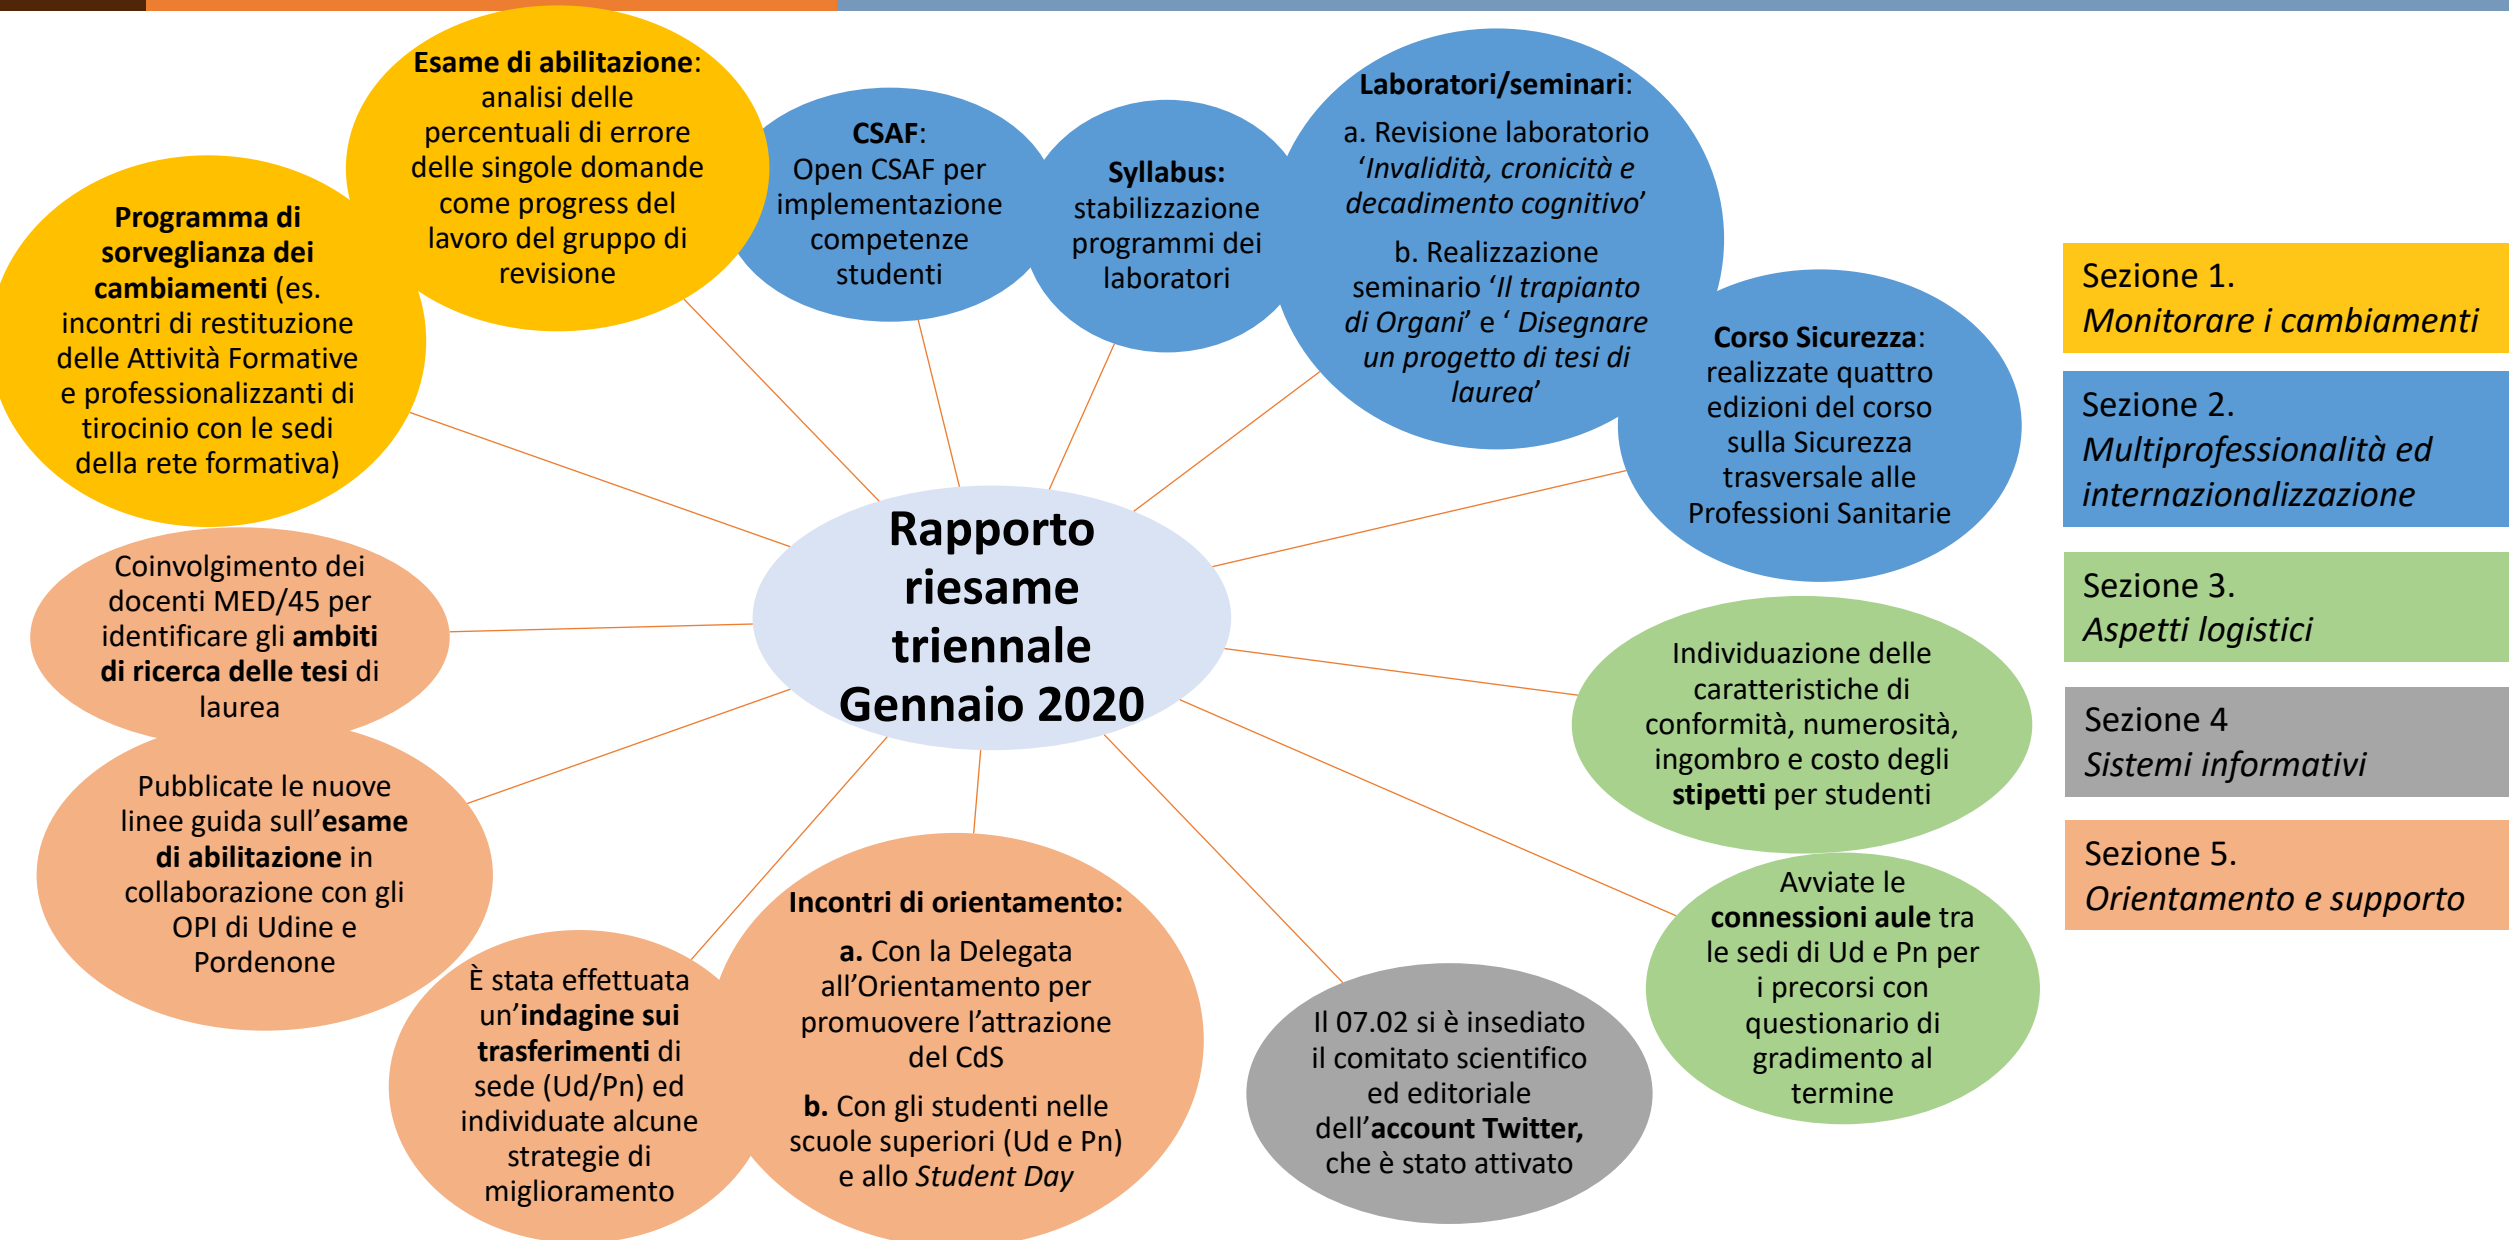 Esame di abilitazione:
analisi delle
percentuali di errore
delle singole domande
come progress del
lavoro del gruppo di
revisione
CSAF:
Open CSAF per
implementazione
competenze
studenti
Syllabus:
stabilizzazione
programmi dei
laboratori
Laboratori/seminari:
a. Revisione laboratorio
‘Invalidità, cronicità e
decadimento cognitivo’
b. Realizzazione
seminario ‘Il trapianto
di Organi’ e ‘ Disegnare
un progetto di tesi di
laurea’
Programma di
sorveglianza dei
cambiamenti (es.
incontri di restituzione
delle Attività Formative
e professionalizzanti di
tirocinio con le sedi
della rete formativa)
Corso Sicurezza:
realizzate quattro
edizioni del corso
sulla Sicurezza
trasversale alle
Professioni Sanitarie
Rapporto
riesame
triennale
Gennaio 2020
Coinvolgimento dei
docenti MED/45 per
identificare gli ambiti
di ricerca delle tesi di
laurea
Individuazione delle
caratteristiche di
conformità, numerosità,
ingombro e costo degli
stipetti per studenti
Pubblicate le nuove
linee guida sull’esame
di abilitazione in
collaborazione con gli
OPI di Udine e
Pordenone
È stata effettuata
un’indagine sui
trasferimenti di
sede (Ud/Pn) ed
individuate alcune
strategie di
miglioramento
Incontri di orientamento:
a. Con la Delegata
all’Orientamento per
promuovere l’attrazione
del CdS
b. Con gli studenti nelle
scuole superiori (Ud e Pn)
e allo Student Day
Il 07.02 si è insediato
il comitato scientifico
ed editoriale
dell’account Twitter,
che è stato attivato
Avviate le
connessioni aule tra
le sedi di Ud e Pn per
i precorsi con
questionario di
gradimento al
termine
Sezione 1.
Monitorare i cambiamenti
Sezione 2.
Multiprofessionalità ed
internazionalizzazione
Sezione 3.
Aspetti logistici
Sezione 4
Sistemi informativi
Sezione 5.
Orientamento e supporto